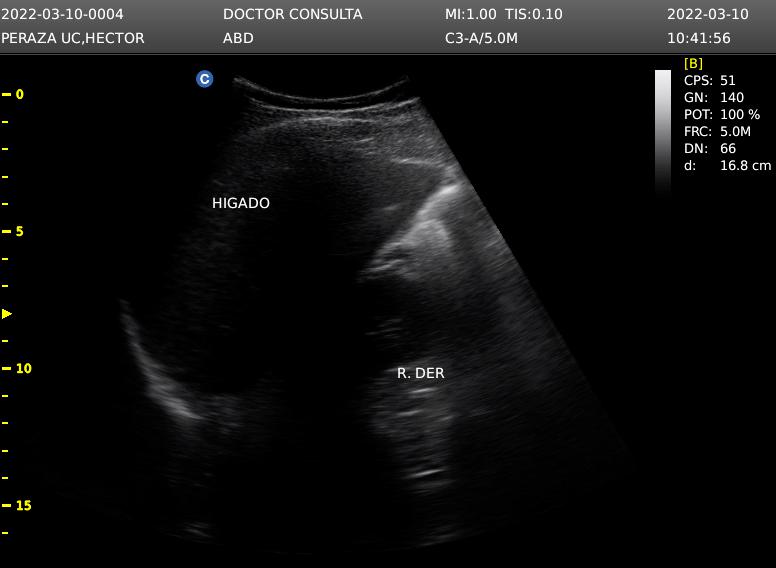 2022-03-10-0004 DOCTOR CONSULTA MI:1.00 TIS:0.10 2022-03-10
PERAZA UC,HECTOR ABD C3-A/5.0M 10:41:56
C
[B]
CPS: 51
GN: 140
POT: 100 %
FRC: 5.0M
DN: 66
d: 16.8 cm
0
HIGADO
5
10
R. DER
15